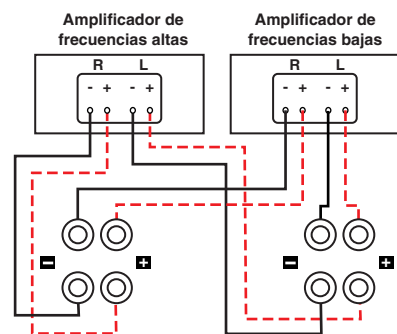 Amplificador de
frecuencias altas
Amplificador de
frecuencias bajas
R L
- + - +
R L
- + - +
- +
- +